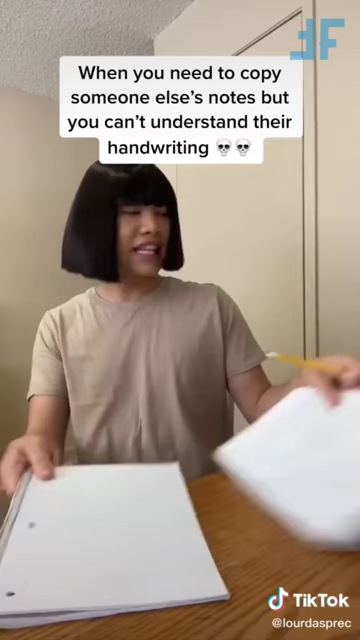 When you need to copy
someone else's notes but
you can't understand their
handwriting 💀💀
TikTok
@lourdasprec